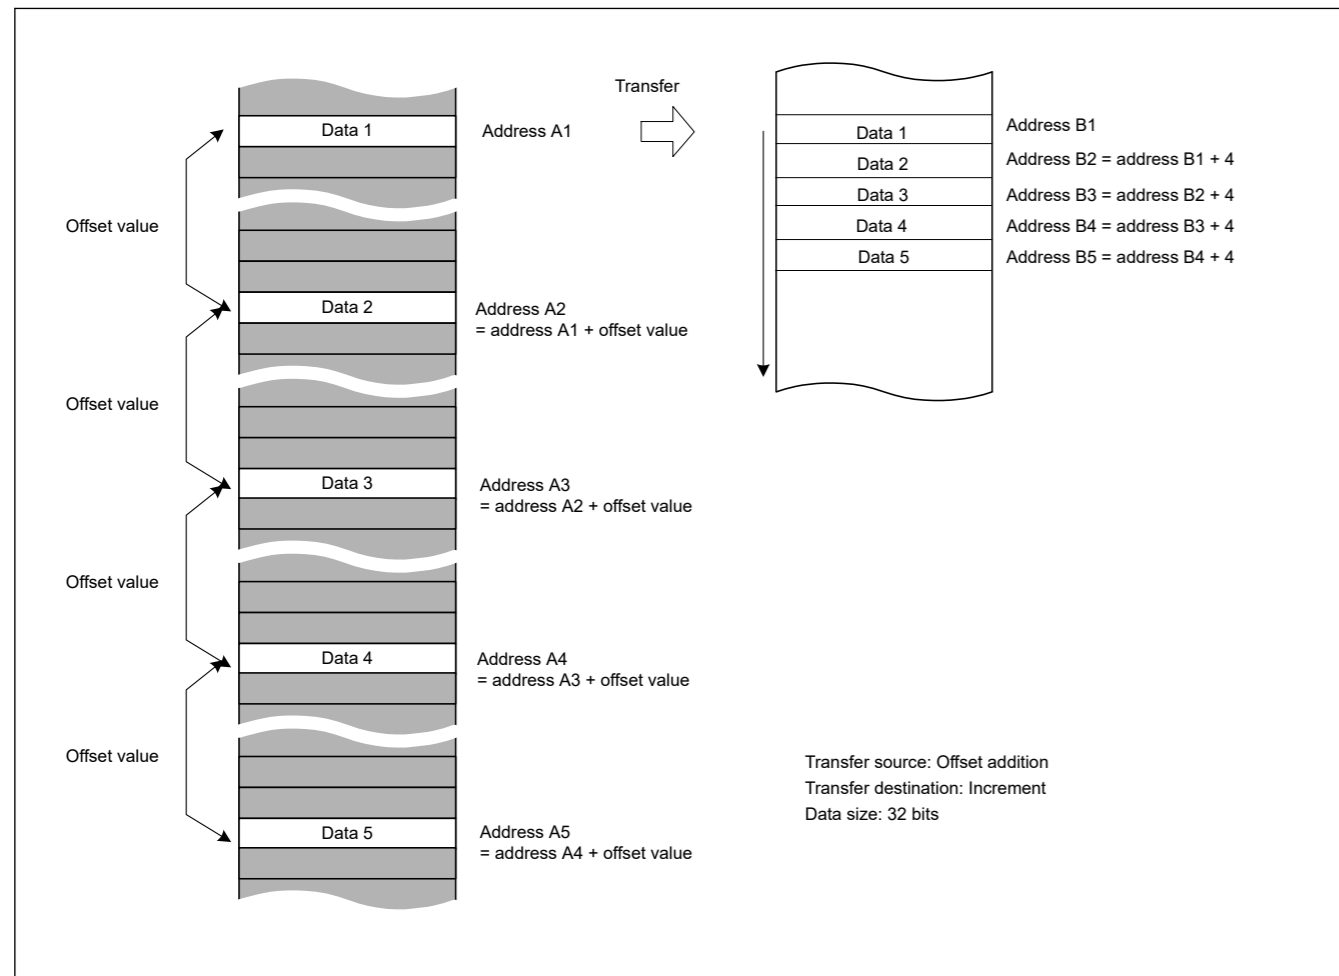 Transfer
Data 1
Address A1
Data 1
Address B1
Data 2
Address B2 = address B1 + 4
Data 3
Address B3 = address B2 + 4
Offset value
Data 4
Address B4 = address B3 + 4
Data 5
Address B5 = address B4 + 4
Data 2
Address A2
= address A1 + offset value
Offset value
Data 3
Address A3
= address A2 + offset value
Offset value
Data 4
Address A4
= address A3 + offset value
Offset value
Transfer source: Offset addition
Transfer destination: Increment
Data size: 32 bits
Data 5
Address A5
= address A4 + offset value